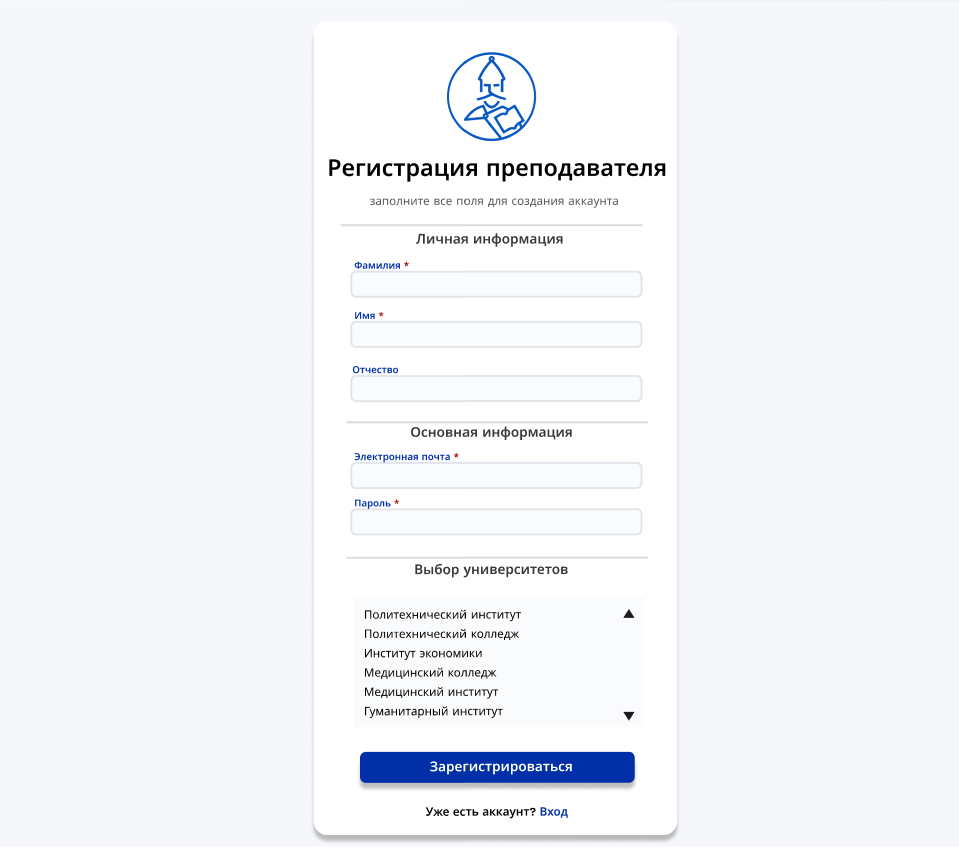 Регистрация преподавателя
заполните все поля для создания аккаунта
Личная информация
Фамилия *
Имя *
Отчество
Основная информация
Электронная почта *
Пароль *
Выбор университетов
Политехнический институт
Политехнический колледж
Институт экономики
Медицинский колледж
Медицинский институт
Гуманитарный институт
Зарегистрироваться
Уже есть аккаунт? Вход